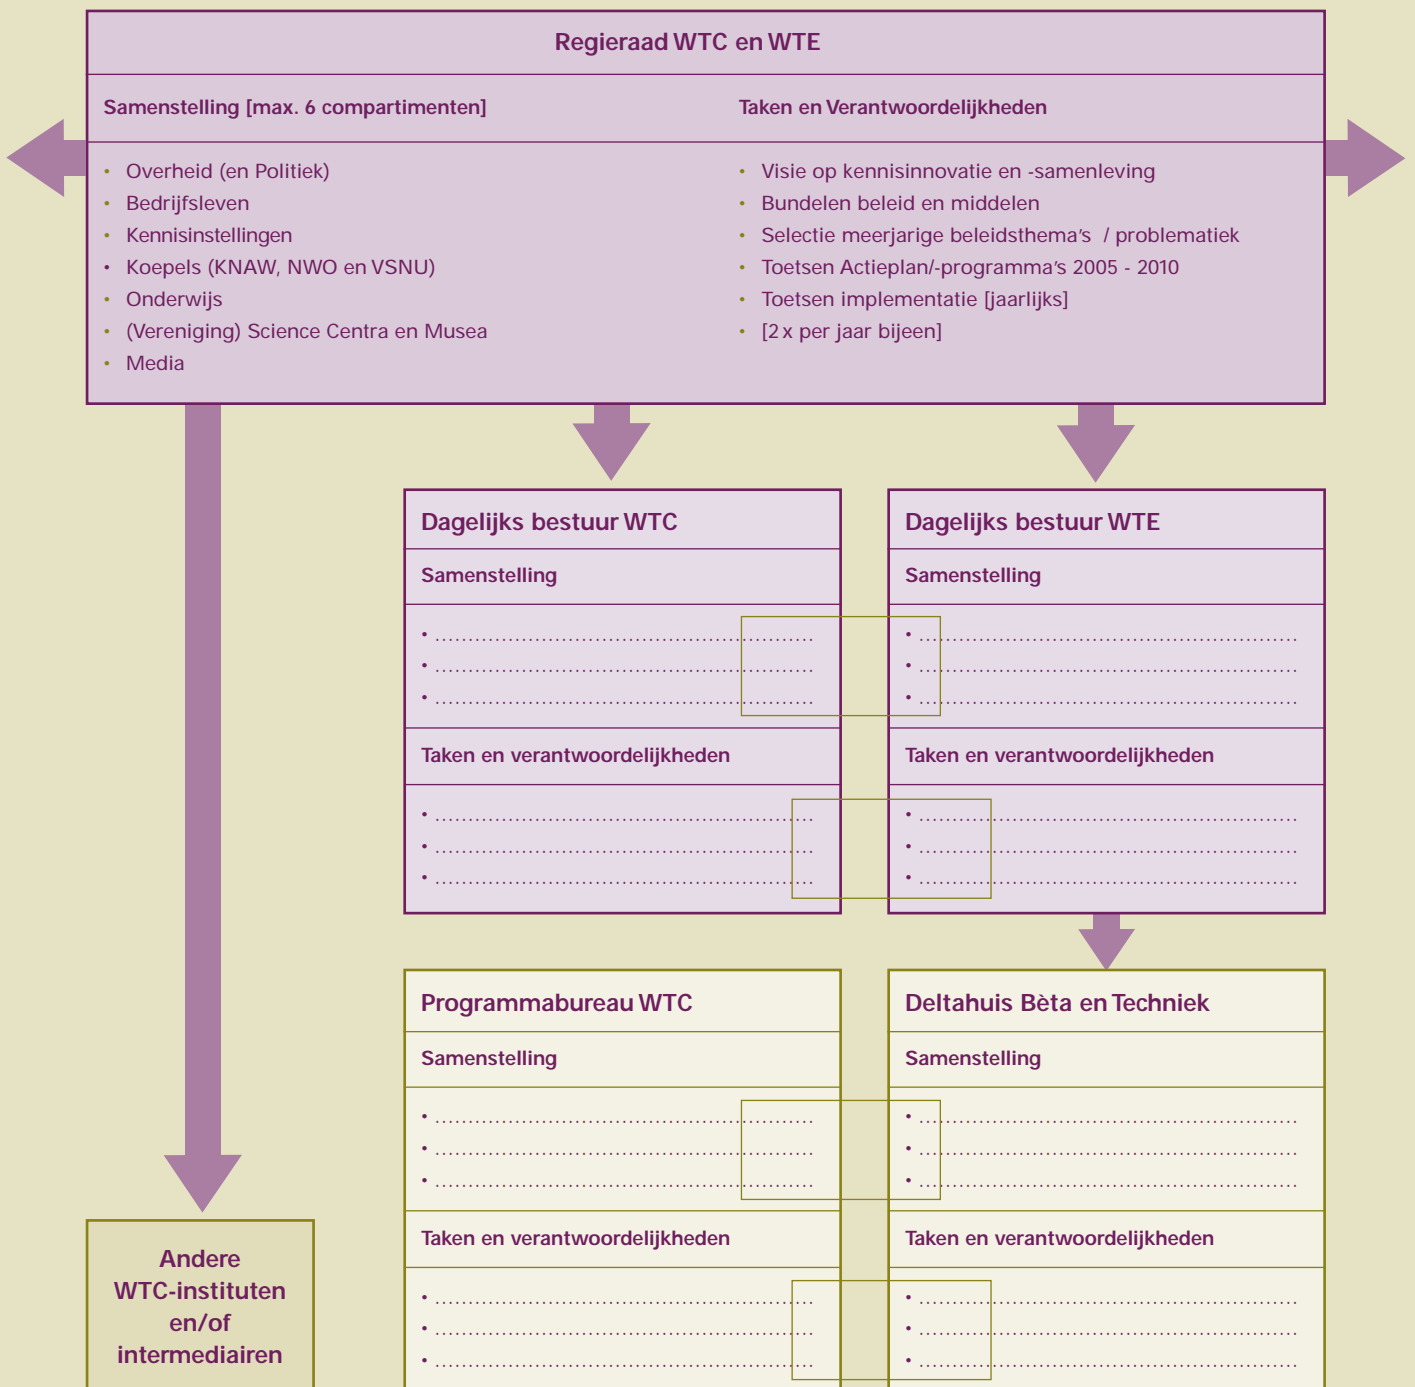 Regieraad WTC en WTE
Samenstelling [max. 6 compartimenten]
• Overheid (en Politiek)
• Bedrijfsleven
• Kennisinstellingen
• Koepels (KNAW, NWO en VSNU)
• Onderwijs
• (Vereniging) Science Centra en Musea
• Media
Taken en Verantwoordelijkheden
• Visie op kennisinnovatie en -samenleving
• Bundelen beleid en middelen
• Selectie meerjarige beleidsthema's / problematiek
• Toetsen Actieplan/-programma's 2005 - 2010
• Toetsen implementatie [jaarlijks]
• [2 x per jaar bijeen]
Dagelijks bestuur WTC
Samenstelling
• ..........................................................
• ..........................................................
• ..........................................................
Taken en verantwoordelijkheden
• ..........................................................
• ..........................................................
• ..........................................................
Dagelijks bestuur WTE
Samenstelling
• ..........................................................
• ..........................................................
• ..........................................................
Taken en verantwoordelijkheden
• ..........................................................
• ..........................................................
• ..........................................................
Programmabureau WTC
Samenstelling
• ..........................................................
• ..........................................................
• ..........................................................
Taken en verantwoordelijkheden
• ..........................................................
• ..........................................................
• ..........................................................
Deltahuis Bèta en Techniek
Samenstelling
• ..........................................................
• ..........................................................
• ..........................................................
Taken en verantwoordelijkheden
• ..........................................................
• ..........................................................
• ..........................................................
Andere
WTC-instituten
en/of
intermediairen